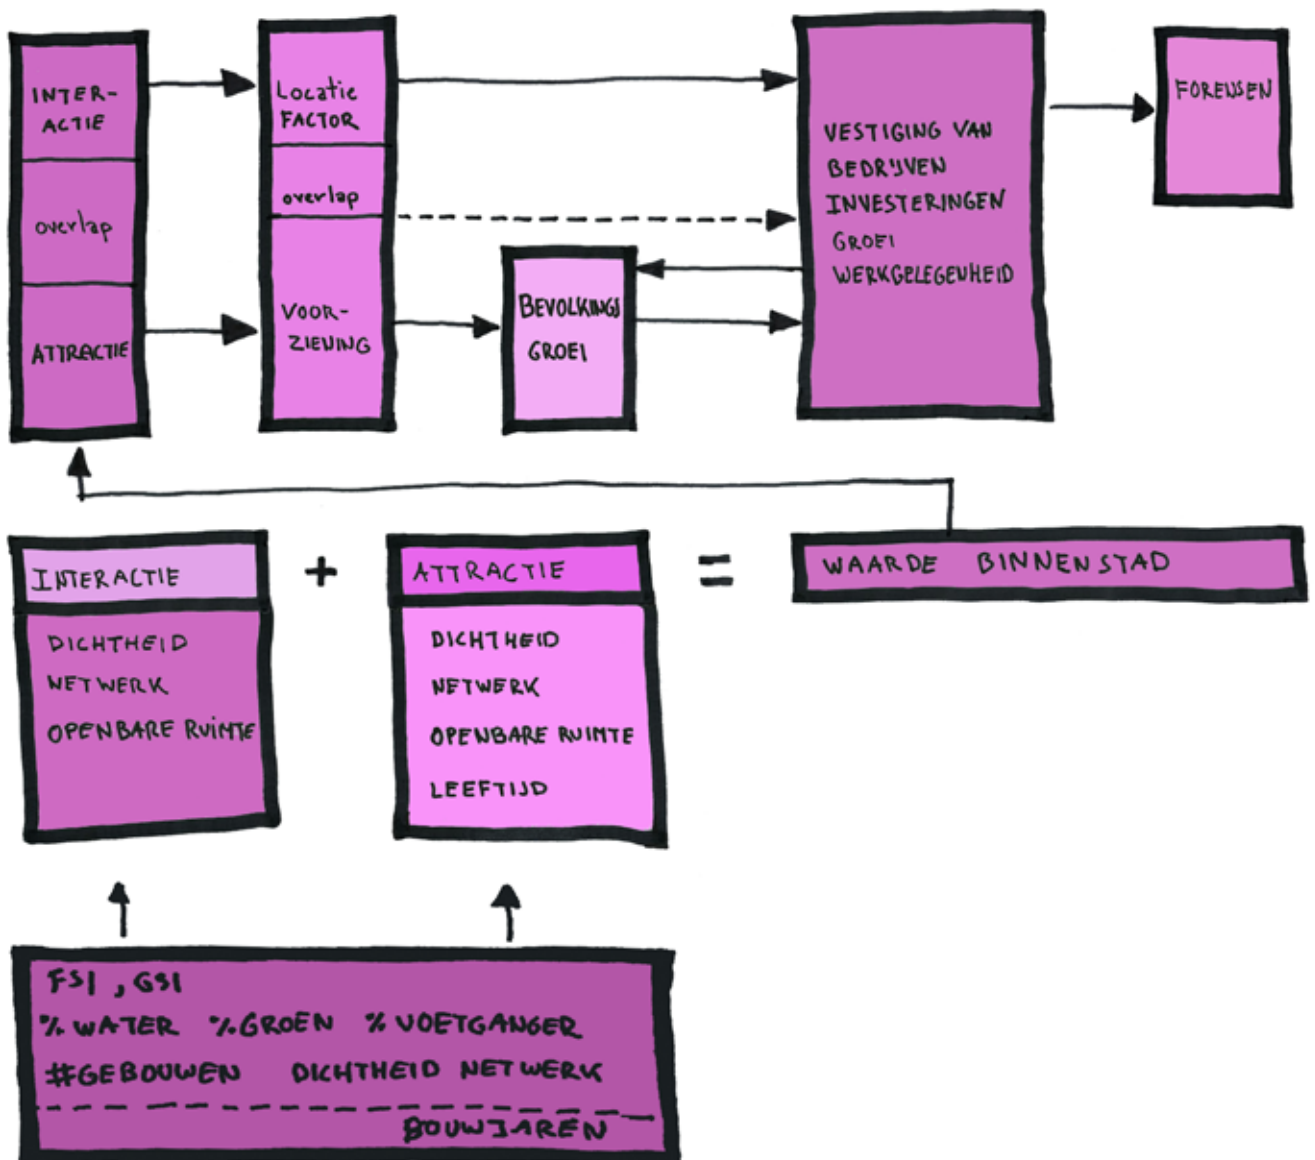 INTER-
ACTIE
overlap
ATTRACTIE
Locatie
FACTOR
overlap
VOOR-
ZIENING
BEVOLKINGS
GROEI
VESTIGING VAN
BEDRIJVEN
INVESTERINGEN
GROEI
WERKGELEGENHEID
FORENSEN
INTERACTIE
DICHTHEID
NETWERK
OPENBARE RUIMTE
+
ATTRACTIE
DICHTHEID
NETWERK
OPENBARE RUIMTE
LEEFTIJD
=
WAARDE BINNENSTAD
FSI, GSI
% WATER % GROEN % VOETGANGER
#GEBOUWEN DICHTHEID NETWERK
BOUWJAREN